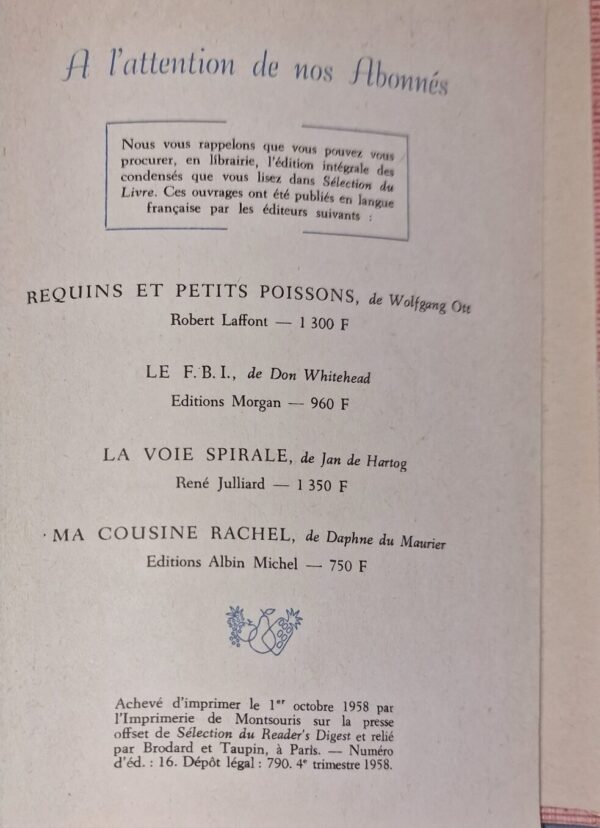 A l'attention de nos Abonnés
Nous vous rappelons que vous pouvez vous
procurer, en librairie, l'édition intégrale des
condensés que vous lisez dans Sélection du
Livre. Ces ouvrages ont été publiés en langue
française par les éditeurs suivants :
REQUINS ET PETITS POISSONS, de Wolfgang Ott
Robert Laffont — 1 300 F
LE F.B.I., de Don Whitehead
Editions Morgan — 960 F
LA VOIE SPIRALE, de Jan de Hartog
René Julliard — 1 350 F
MA COUSINE RACHEL, de Daphne du Maurier
Editions Albin Michel — 750 F
Achevé d'imprimer le 1er octobre 1958 par
l'Imprimerie de Montsouris sur la presse
offset de Sélection du Reader's Digest et relié
par Brodard et Taupin, à Paris. — Numéro
d'éd. : 16. Dépôt légal : 790. 4e trimestre 1958.